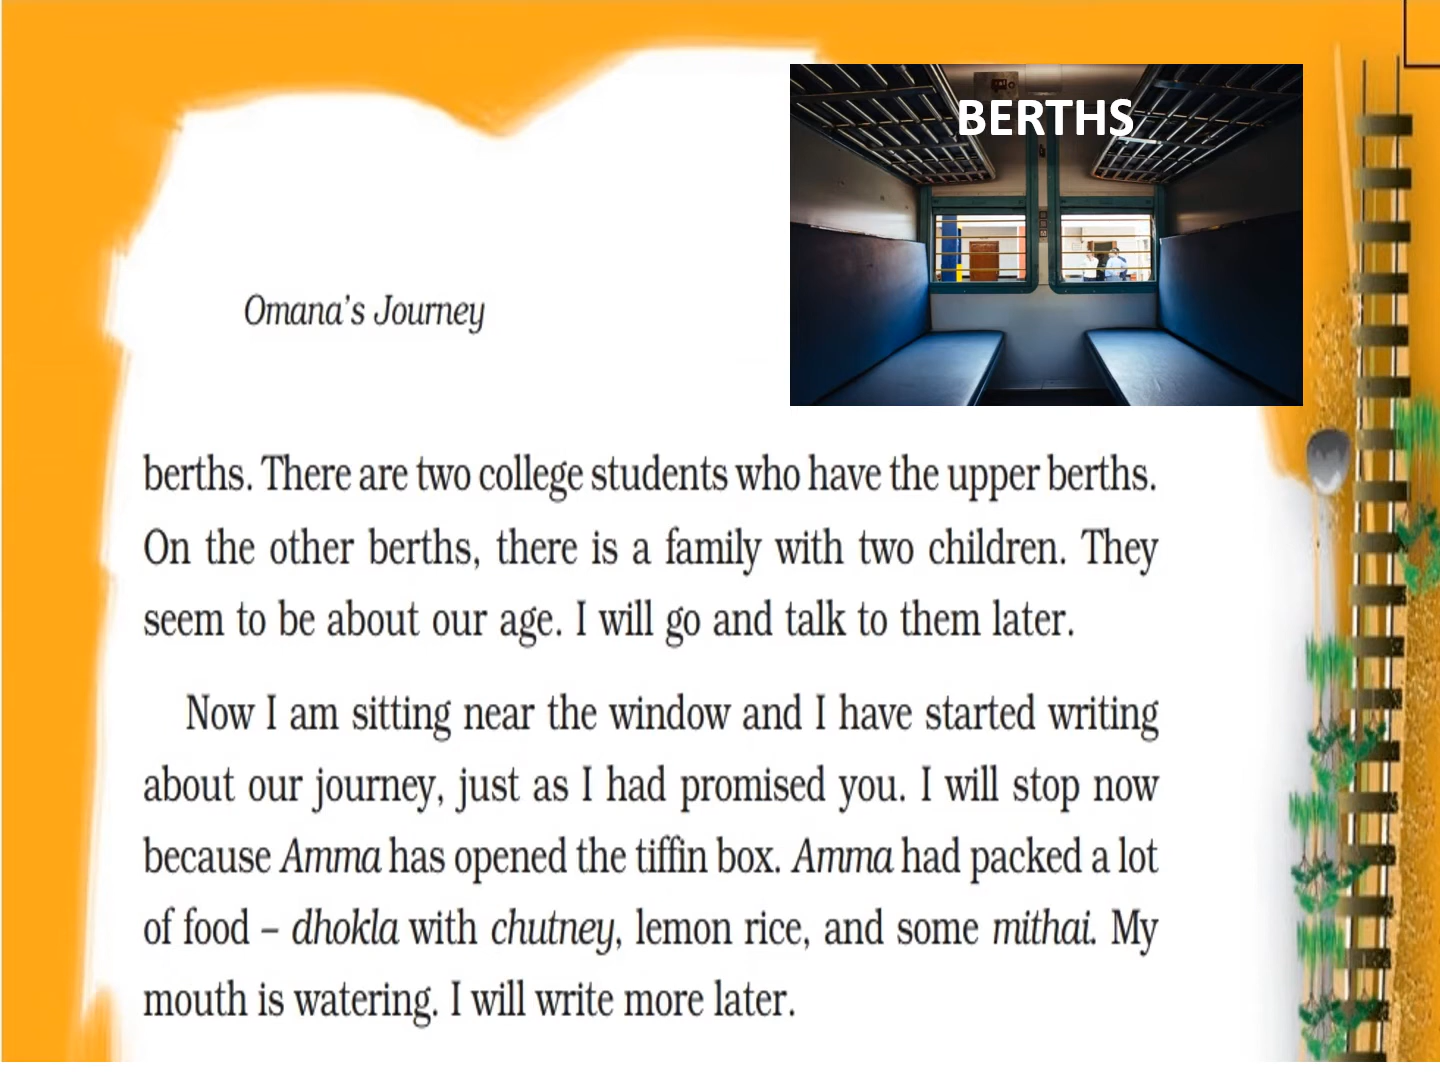 BERTHS
Omana's Journey
berths. There are two college students who have the upper berths.
On the other berths, there is a family with two children. They
seem to be about our age. I will go and talk to them later.
Now I am sitting near the window and I have started writing
about our journey, just as I had promised you. I will stop now
because Amma has opened the tiffin box. Amma had packed a lot
of food – dhokla with chutney, lemon rice, and some mithai. My
mouth is watering. I will write more later.